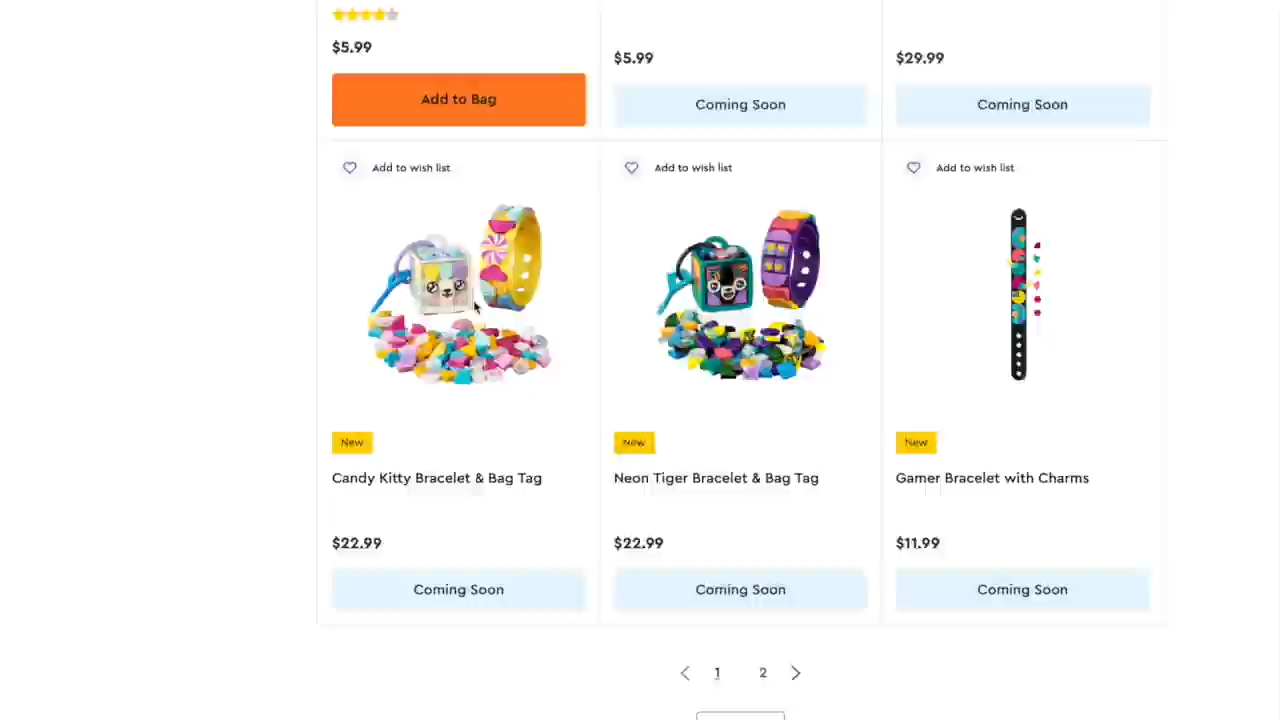 $5.99
$5.99
$29.99
Add to Bag
Coming Soon
Coming Soon
Add to wish list
Add to wish list
Add to wish list
New
New
New
Candy Kitty Bracelet & Bag Tag
Neon Tiger Bracelet & Bag Tag
Gamer Bracelet with Charms
$22.99
$22.99
$11.99
Coming Soon
Coming Soon
Coming Soon
1
2